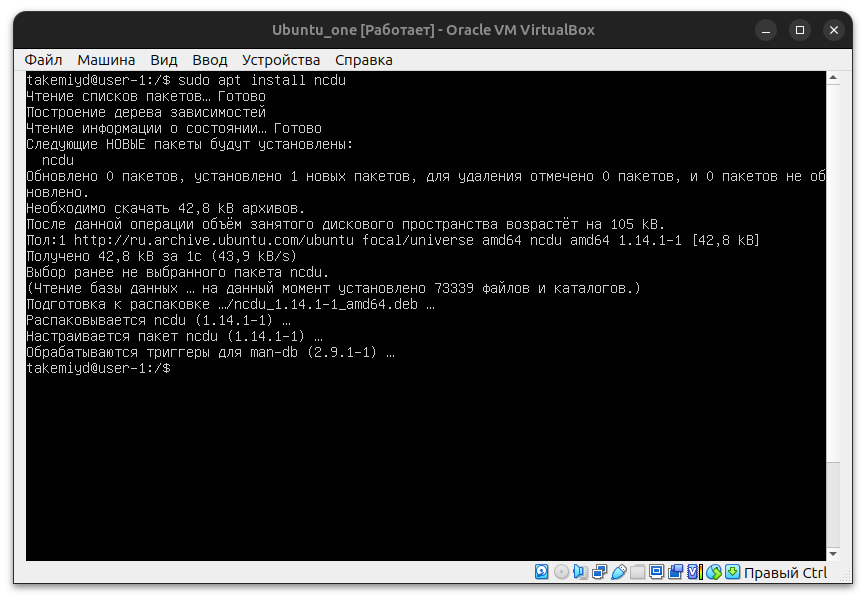 Ubuntu_one [Работает] - Oracle VM VirtualBox
Файл Машина Вид Ввод Устройства Справка
takemiyd@user-1:/$ sudo apt install ncdu
Чтение списков пакетов… Готово
Построение дерева зависимостей
Чтение информации о состоянии… Готово
Следующие НОВЫЕ пакеты будут установлены:
  ncdu
Обновлено 0 пакетов, установлено 1 новых пакетов, для удаления отмечено 0 пакетов, и 0 пакетов не об
новлено.
Необходимо скачать 42,8 kB архивов.
После данной операции объём занятого дискового пространства возрастёт на 105 kB.
Пол:1 http://ru.archive.ubuntu.com/ubuntu focal/universe amd64 ncdu amd64 1.14.1-1 [42,8 kB]
Получено 42,8 kB за 1с (43,9 kB/s)
Выбор ранее не выбранного пакета ncdu.
(Чтение базы данных … на данный момент установлено 73339 файлов и каталогов.)
Подготовка к распаковке …/ncdu_1.14.1-1_amd64.deb …
Распаковывается ncdu (1.14.1-1) …
Настраивается пакет ncdu (1.14.1-1) …
Обрабатываются триггеры для man-db (2.9.1-1) …
takemiyd@user-1:/$
Правый Ctrl